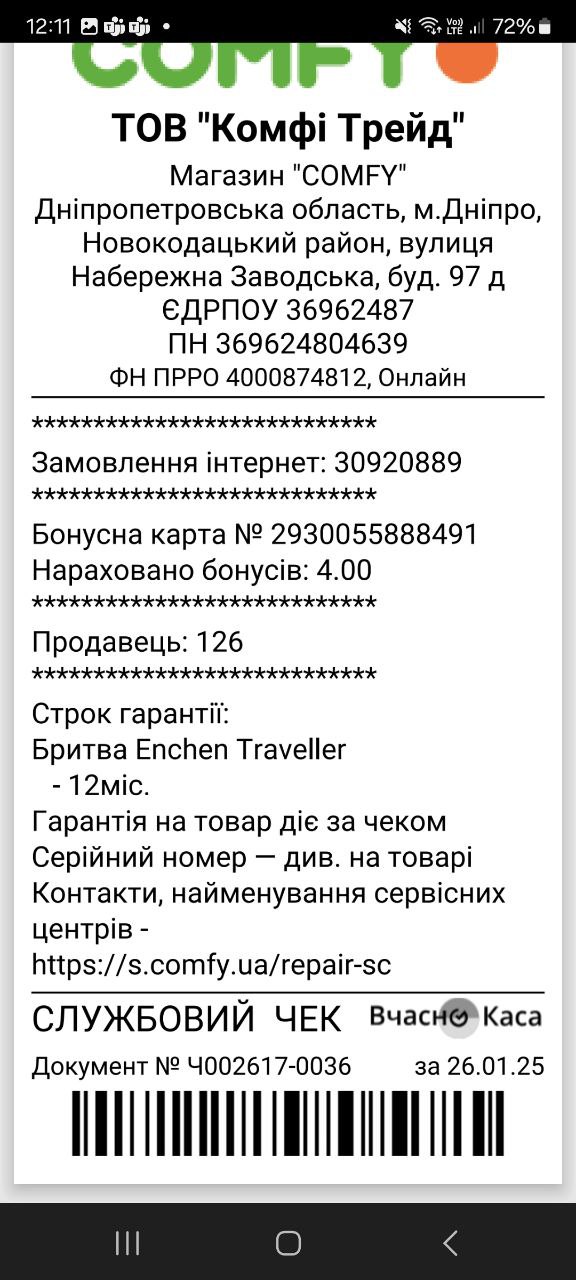 12:11 Vo)) LTE 72%
COMFY
ТОВ "Комфі Трейд"
Магазин "COMFY"
Дніпропетровська область, м.Дніпро,
Новокодацький район, вулиця
Набережна Заводська, буд. 97 д
ЄДРПОУ 36962487
ПН 369624804639
ФН ПРРО 4000874812, Онлайн
****************************
Замовлення інтернет: 30920889
****************************
Бонусна карта № 2930055888491
Нараховано бонусів: 4.00
****************************
Продавець: 126
****************************
Строк гарантії:
Бритва Enchen Traveller
- 12міс.
Гарантія на товар діє за чеком
Серійний номер — див. на товарі
Контакти, найменування сервісних
центрів -
https://s.comfy.ua/repair-sc
СЛУЖБОВИЙ ЧЕК Вчасно Каса
Документ № Ч002617-0036 за 26.01.25